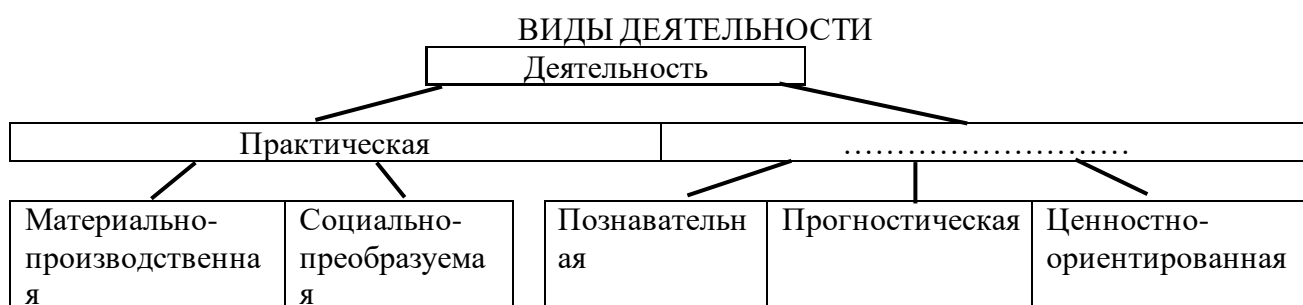 ВИДЫ ДЕЯТЕЛЬНОСТИ
Деятельность
Практическая
………………………
Материально-
производственна
я
Социально-
преобразуема
я
Познавательн
ая
Прогностическая
Ценностно-
ориентированная